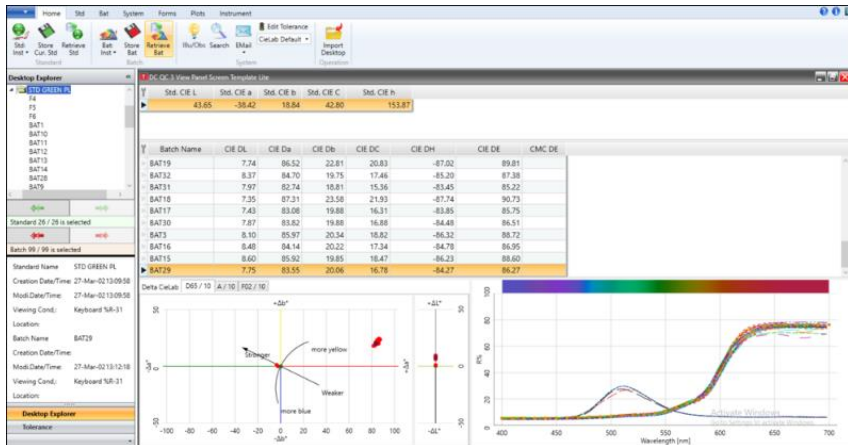 Home Std Bat System Forms Plots Instrument
Std: Inst Store Cur. Std Retrieve Std Bat: Inst Store Bat Retrieve Bat Illu/Obs Search EMail Edit Tolerance CieLab Default Import Desktop
Standard Batch System Operation
Desktop Explorer
STD GREEN PL
F4
F5
F6
BAT1
BAT10
BAT11
BAT12
BAT13
BAT14
BAT28
BAT9
Standard 26 / 26 is selected
Batch 99 / 99 is selected
Standard Name STD GREEN PL
Creation Date/Time: 27-Mar-0213:09:58
Modi.Date/Time: 27-Mar-0213:09:58
Viewing Cond.: Keyboard %R-31
Location:
Batch Name BAT29
Creation Date/Time:
Modi.Date/Time: 27-Mar-0213:12:18
Viewing Cond.: Keyboard %R-31
Location:
Desktop Explorer
Tolerance
DC QC 3 View Panel Screen Template Lite
Std. CIE L Std. CIE a Std. CIE b Std. CIE C Std. CIE h
43.65 -38.42 18.84 42.80 153.87
Batch Name CIE DL CIE Da CIE Db CIE DC CIE DH CIE DE CMC DE
BAT19 7.74 86.52 22.81 20.83 -87.02 89.81
BAT32 8.37 84.70 19.75 17.46 -85.20 87.38
BAT31 7.97 82.74 18.81 15.36 -83.45 85.22
BAT18 7.35 87.31 23.58 21.93 -87.74 90.73
BAT17 7.43 83.08 19.88 16.31 -83.85 85.75
BAT30 7.87 83.82 19.88 16.88 -84.48 86.51
BAT3 8.10 85.97 20.34 18.82 -86.32 88.72
BAT16 8.48 84.14 20.22 17.34 -84.78 86.95
BAT15 8.60 85.92 19.85 18.47 -86.23 88.60
BAT29 7.75 83.55 20.06 16.78 -84.27 86.27
Delta CieLab D65 / 10 A / 10 F02 / 10
+Δb*
50
-Δa*
Stronger
more yellow
Weaker
more blue
-50
-100 -80 -60 -40 -20 0 20 40 60 80 100
-Δb*
+ΔL*
50
-50
-ΔL*
R%
100
80
60
40
20
0
400 450 500 550 600 650 700
Wavelength [nm]
Activate Windows